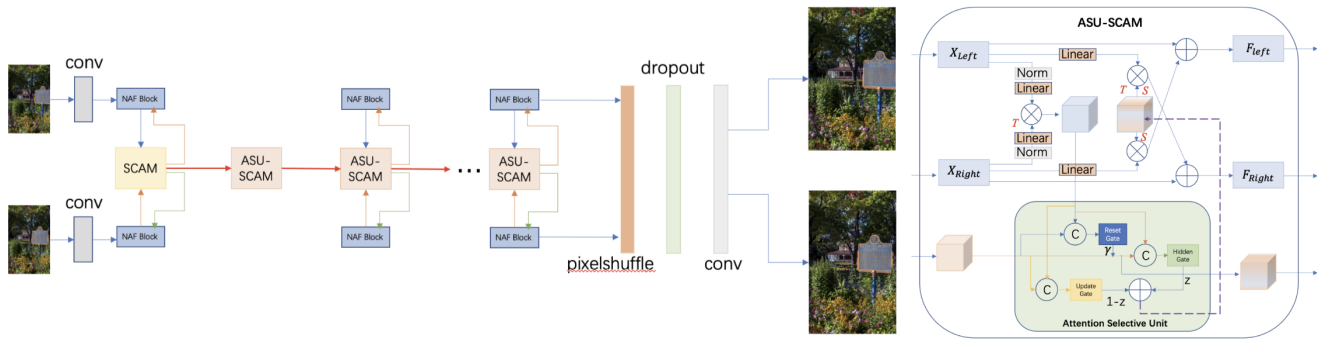 conv
NAF Block
SCAM
conv
NAF Block
ASU-
SCAM
NAF Block
ASU-
SCAM
NAF Block
...
NAF Block
ASU-
SCAM
NAF Block
pixelshuffle
dropout
conv
ASU-SCAM
X_Left
Linear
F_left
Norm
Linear
T
T
S
Linear
Norm
S
X_Right
Linear
F_Right
C
Reset
Gate
γ
C
Hidden
Gate
C
Update
Gate
1-z
z
Attention Selective Unit